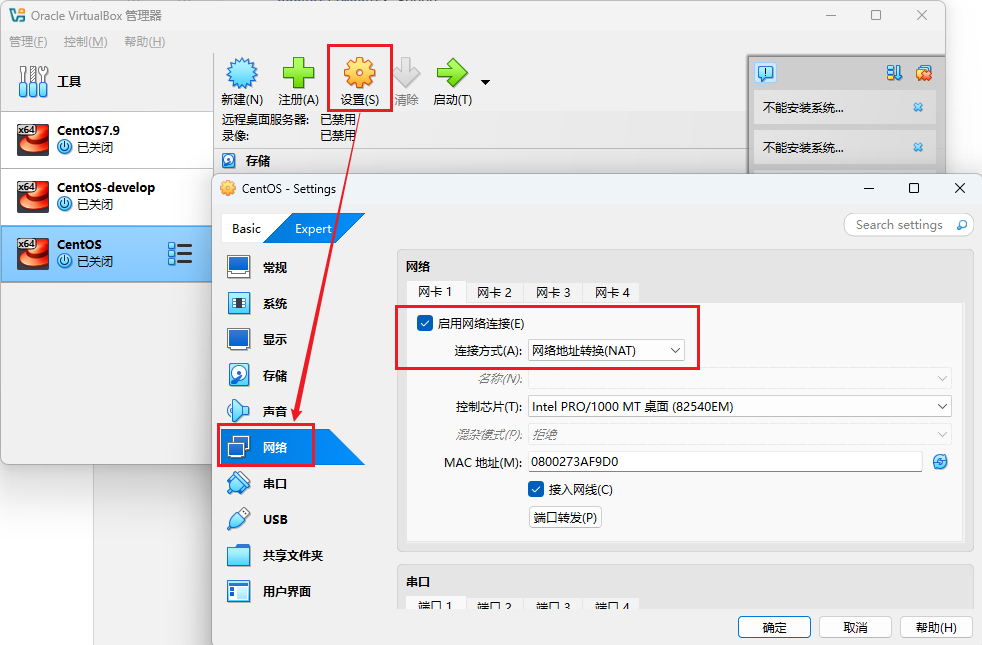 Oracle VirtualBox 管理器
管理(F) 控制(M) 帮助(H)
工具
新建(N) 注册(A) 设置(S) 清除 启动(T)
远程桌面服务器: 已禁用
录像: 已禁用
存储
不能安装系统...
不能安装系统...
x64 CentOS7.9
已关闭
x64 CentOS-develop
已关闭
x64 CentOS
已关闭
CentOS - Settings
Basic Expert
Search settings
常规
系统
显示
存储
声音
网络
串口
USB
共享文件夹
用户界面
网络
网卡 1 网卡 2 网卡 3 网卡 4
启用网络连接(E)
连接方式(A): 网络地址转换(NAT)
名称(N):
控制芯片(T): Intel PRO/1000 MT 桌面 (82540EM)
混杂模式(P): 拒绝
MAC 地址(M): 0800273AF9D0
接入网线(C)
端口转发(P)
串口
端口 1 端口 2 端口 3 端口 4
确定 取消 帮助(H)